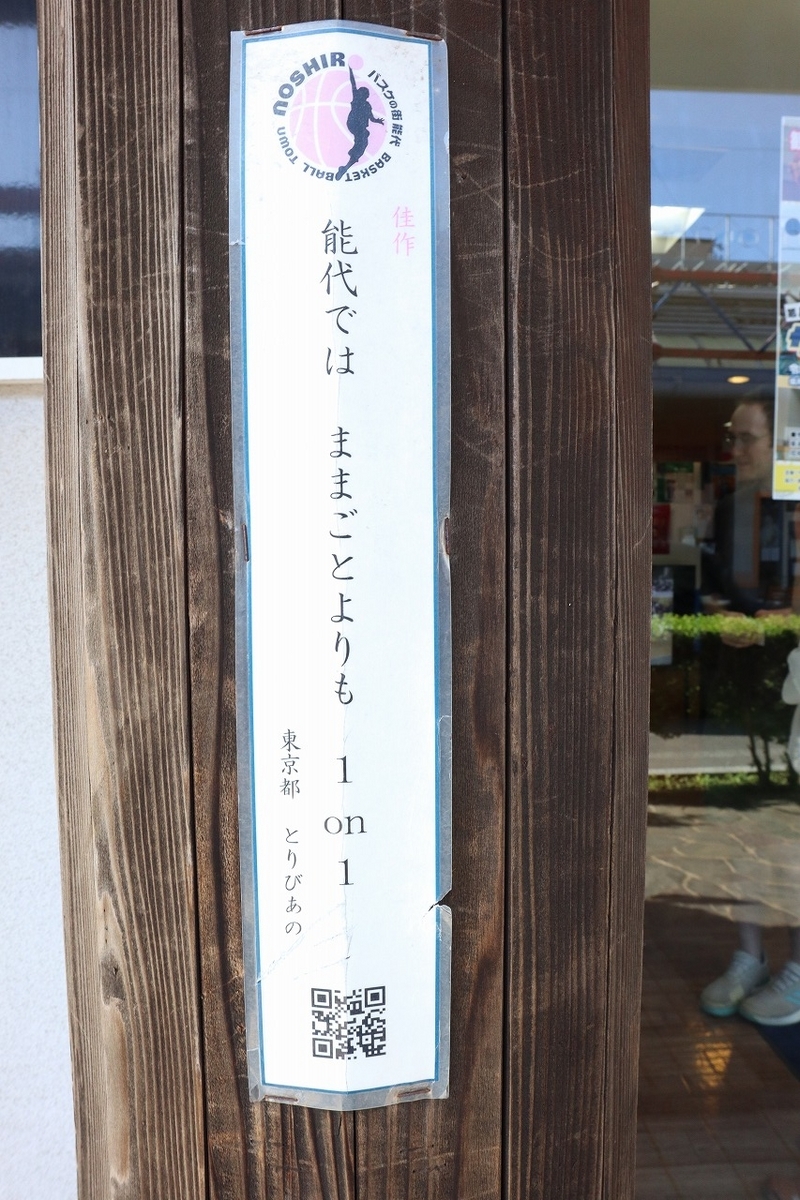 NOSHIRO
バスケの街 能代
BASKETBALL TOWN
佳作
能代では　ままごとよりも　1 on 1
東京都　とりびあの